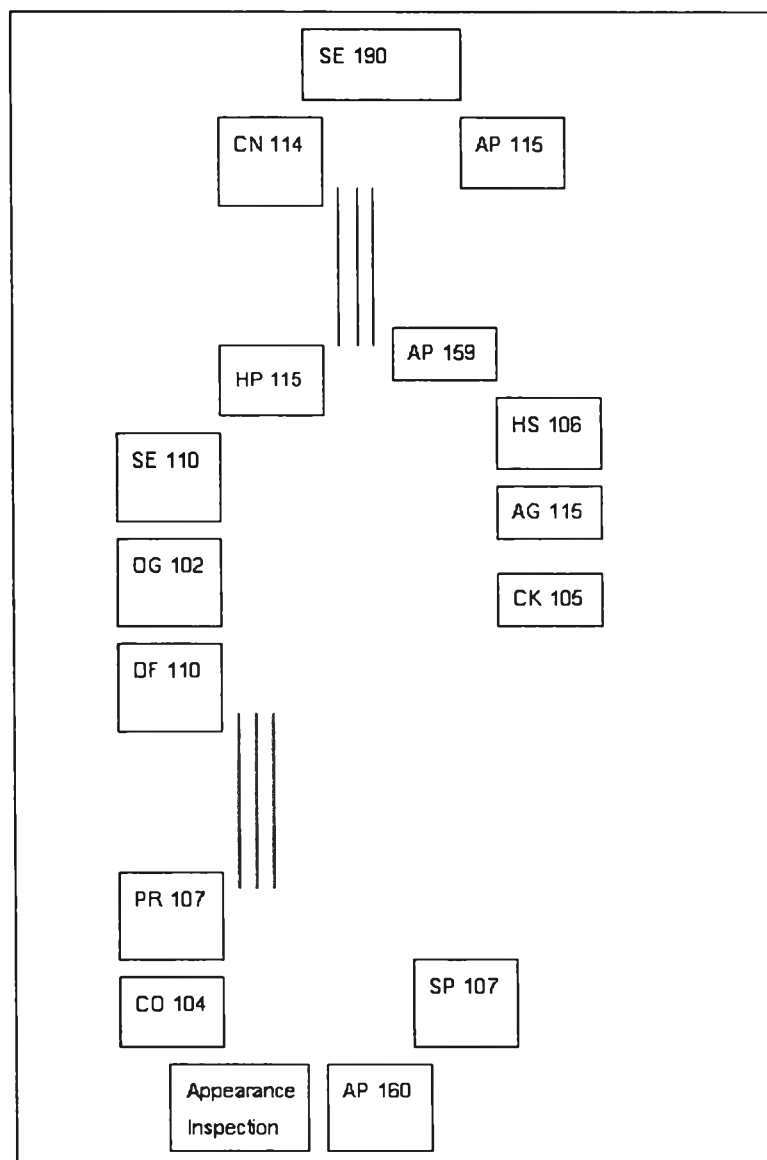 SE 190
CN 114
AP 115
AP 159
HP 115
HS 106
SE 110
AG 115
OG 102
CK 105
DF 110
PR 107
SP 107
CO 104
Appearance
Inspection
AP 160